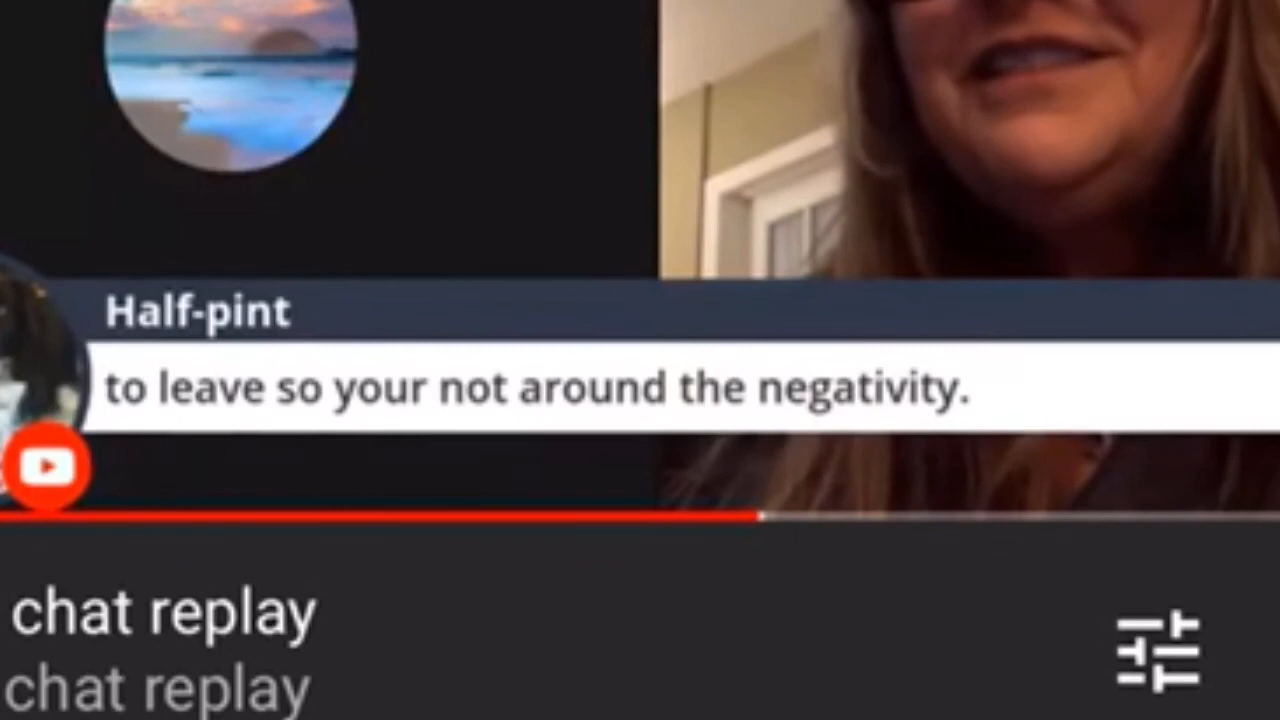 Half-pint
to leave so your not around the negativity.
chat replay
chat replay